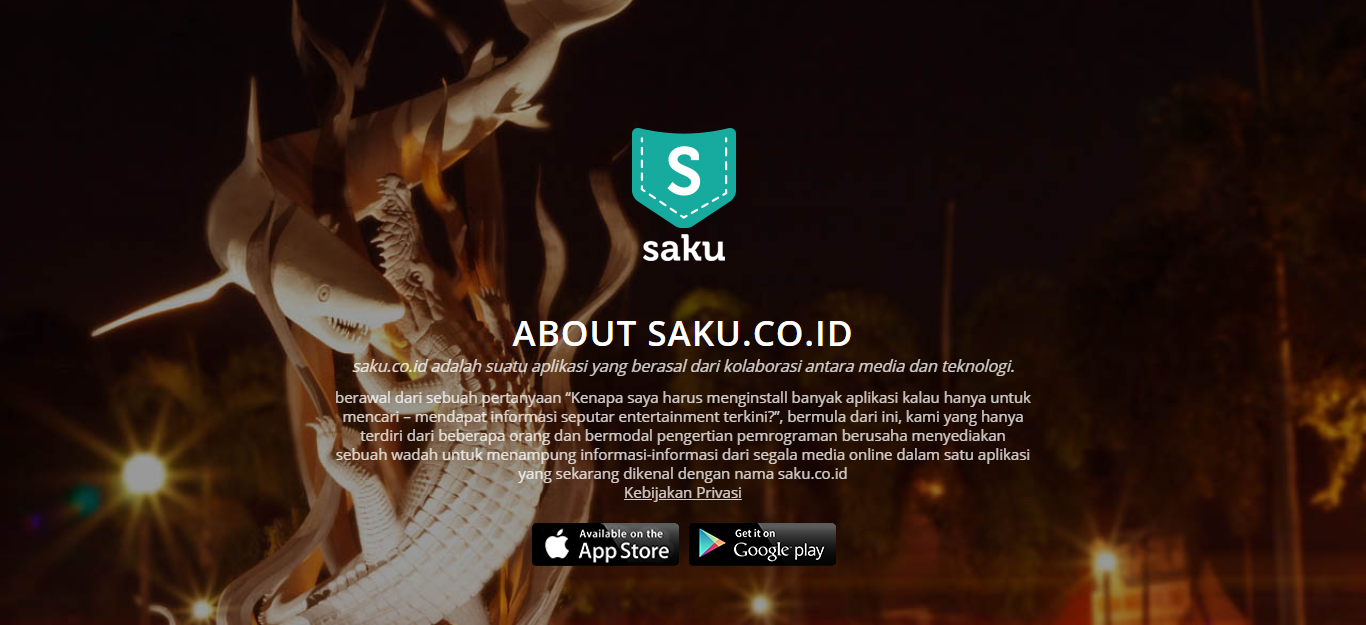 S
saku
ABOUT SAKU.CO.ID
saku.co.id adalah suatu aplikasi yang berasal dari kolaborasi antara media dan teknologi.
berawal dari sebuah pertanyaan “Kenapa saya harus menginstall banyak aplikasi kalau hanya untuk
mencari – mendapat informasi seputar entertainment terkini?”, bermula dari ini, kami yang hanya
terdiri dari beberapa orang dan bermodal pengertian pemrograman berusaha menyediakan
sebuah wadah untuk menampung informasi-informasi dari segala media online dalam satu aplikasi
yang sekarang dikenal dengan nama saku.co.id
Kebijakan Privasi
Available on the
App Store
Get it on
Google play